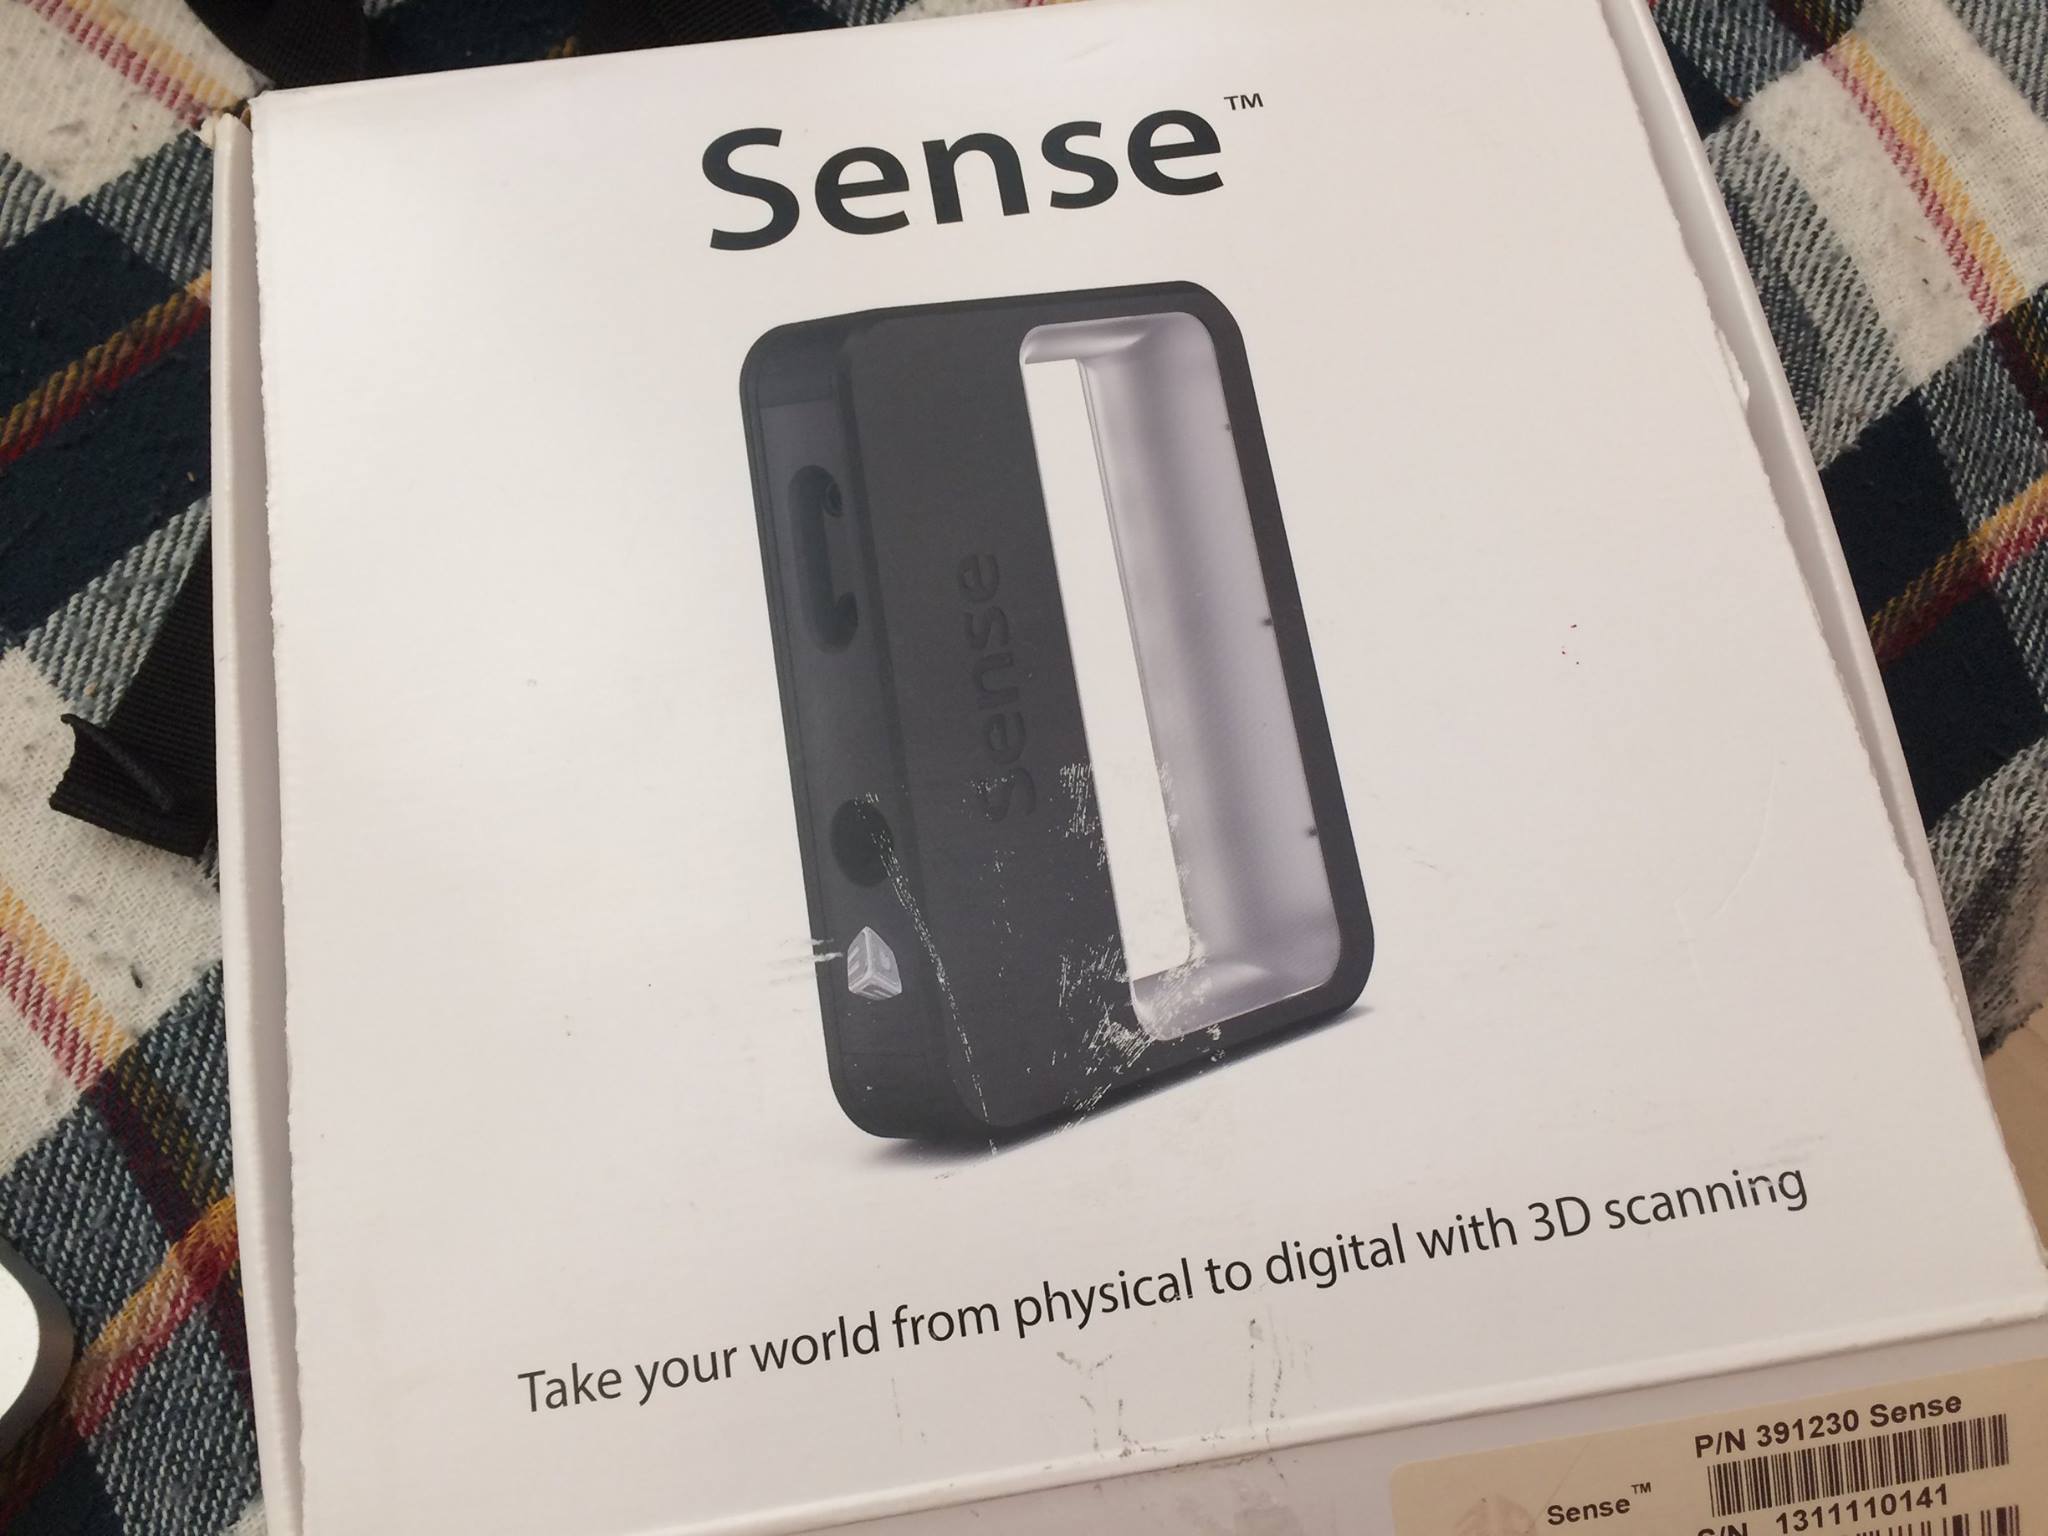 Sense™
sense
Take your world from physical to digital with 3D scanning
P/N 391230 Sense
Sense™
S/N 1311110141